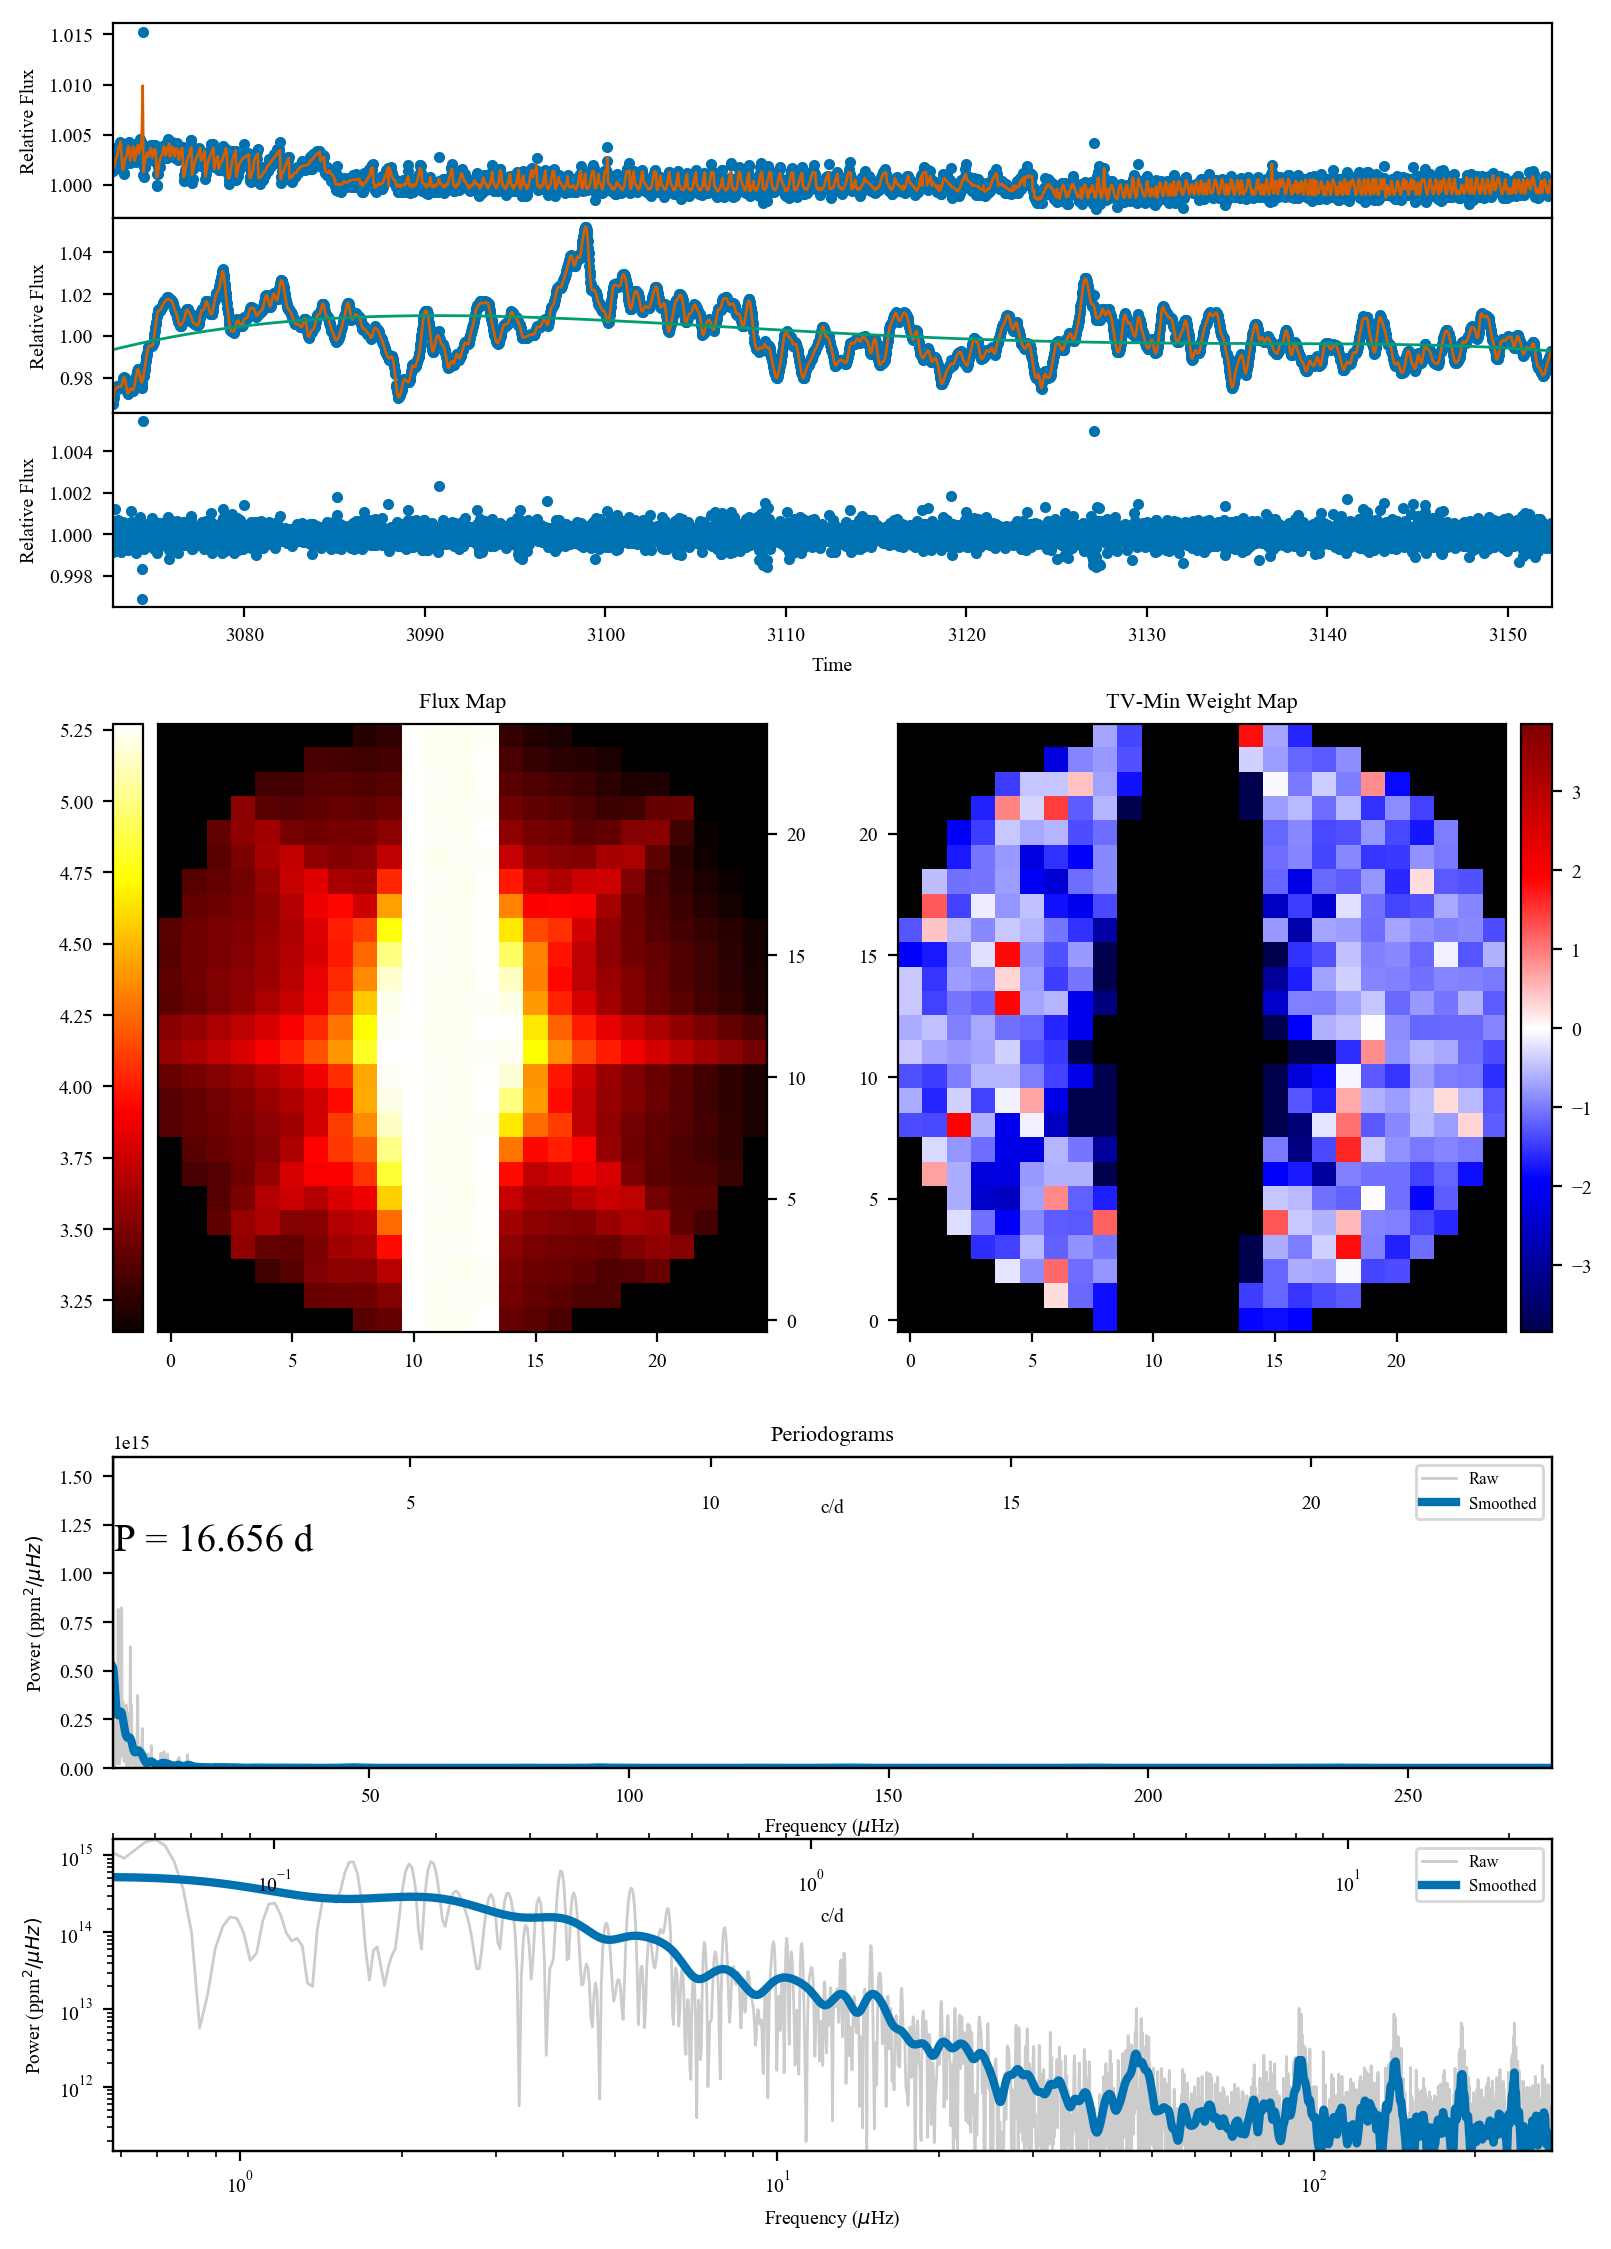 1.015
1.010
1.005
1.000
Relative Flux
1.04
1.02
1.00
0.98
Relative Flux
1.004
1.002
1.000
0.998
Relative Flux
3080 3090 3100 3110 3120 3130 3140 3150
Time
Flux Map
TV-Min Weight Map
5.25
5.00
4.75
4.50
4.25
4.00
3.75
3.50
3.25
20
15
10
5
0
0 5 10 15 20
20
15
10
5
0
0 5 10 15 20
3
2
1
0
−1
−2
−3
Periodograms
1e15
1.50
1.25
1.00
0.75
0.50
0.25
0.00
Power (ppm²/μHz)
5 10 15 20
c/d
Raw
Smoothed
P = 16.656 d
50 100 150 200 250
Frequency (μHz)
10¹⁵
10¹⁴
10¹³
10¹²
Power (ppm²/μHz)
10⁻¹ 10⁰ 10¹
c/d
Raw
Smoothed
10⁰ 10¹ 10²
Frequency (μHz)